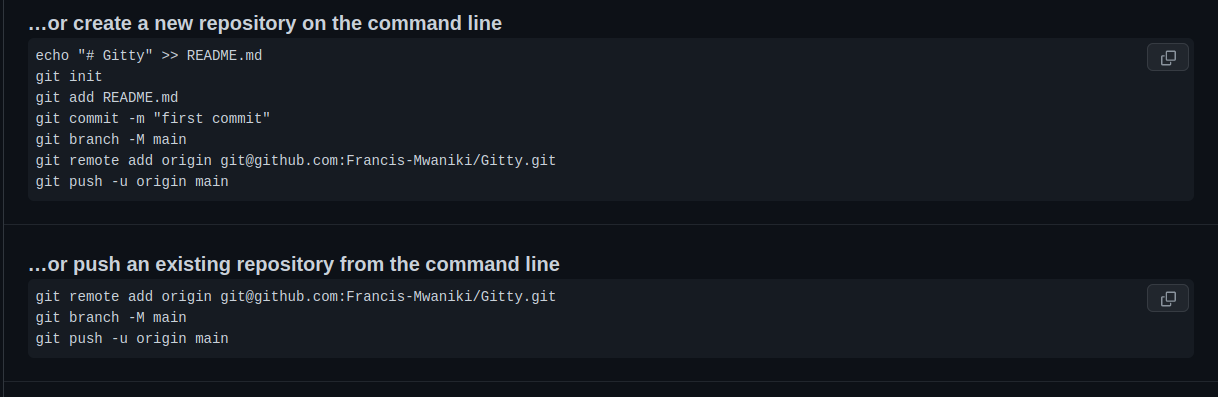 ...or create a new repository on the command line
echo "# Gitty" >> README.md
git init
git add README.md
git commit -m "first commit"
git branch -M main
git remote add origin git@github.com:Francis-Mwaniki/Gitty.git
git push -u origin main
...or push an existing repository from the command line
git remote add origin git@github.com:Francis-Mwaniki/Gitty.git
git branch -M main
git push -u origin main